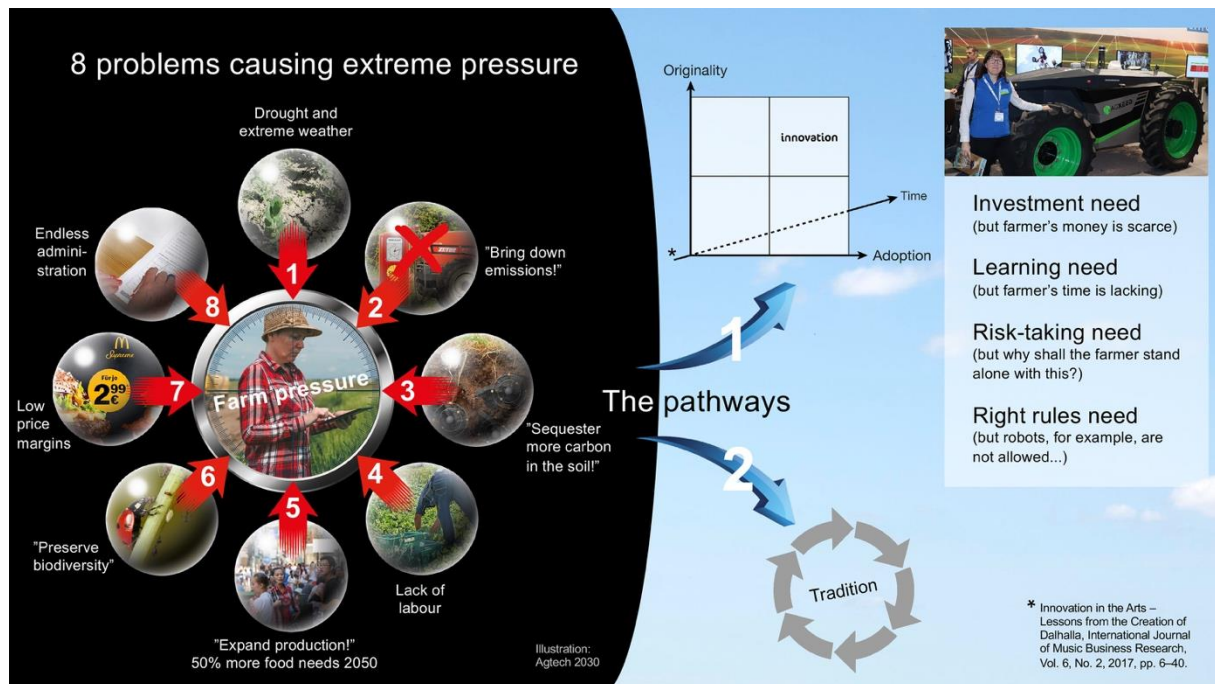 8 problems causing extreme pressure
Drought and
extreme weather
1
"Bring down
emissions!"
2
"Sequester
more carbon
in the soil!"
3
Lack of
labour
4
"Expand production!"
50% more food needs 2050
5
"Preserve
biodiversity"
6
Low
price
margins
7
Für je
2.99
€
Endless
admini-
stration
8
Farm pressure
Illustration:
Agtech 2030
The pathways
1
2
Originality
innovation
Time
*
Adoption
Tradition
Investment need
(but farmer's money is scarce)
Learning need
(but farmer's time is lacking)
Risk-taking need
(but why shall the farmer stand
alone with this?)
Right rules need
(but robots, for example, are
not allowed...)
* Innovation in the Arts –
Lessons from the Creation of
Dalhalla, International Journal
of Music Business Research,
Vol. 6, No. 2, 2017, pp. 6–40.